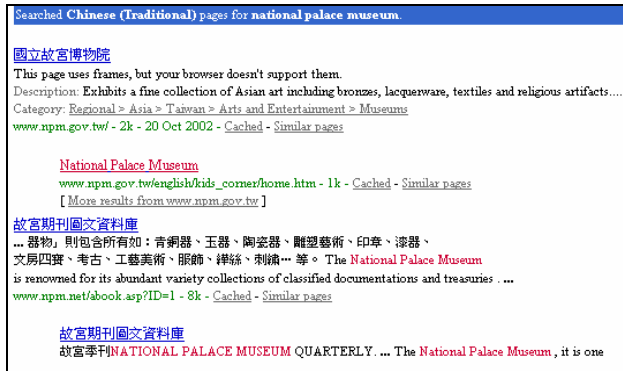 Searched Chinese (Traditional) pages for national palace museum.
國立故宮博物院
This page uses frames, but your browser doesn't support them.
Description: Exhibits a fine collection of Asian art including bronzes, lacquerware, textiles and religious artifacts....
Category: Regional > Asia > Taiwan > Arts and Entertainment > Museums
www.npm.gov.tw/ - 2k - 20 Oct 2002 - Cached - Similar pages
National Palace Museum
www.npm.gov.tw/english/kids_corner/home.htm - 1k - Cached - Similar pages
[ More results from www.npm.gov.tw ]
故宮期刊圖文資料庫
... 器物」則包含所有如：青銅器、玉器、陶瓷器、雕塑藝術、印章、漆器、
文房四寶、考古、工藝美術、服飾、緙絲、刺繡… 等。 The National Palace Museum
is renowned for its abundant variety collections of classified documentations and treasuries . ...
www.npm.net/abook.asp?ID=1 - 8k - Cached - Similar pages
故宮期刊圖文資料庫
故宮季刊NATIONAL PALACE MUSEUM QUARTERLY. ... The National Palace Museum , it is one